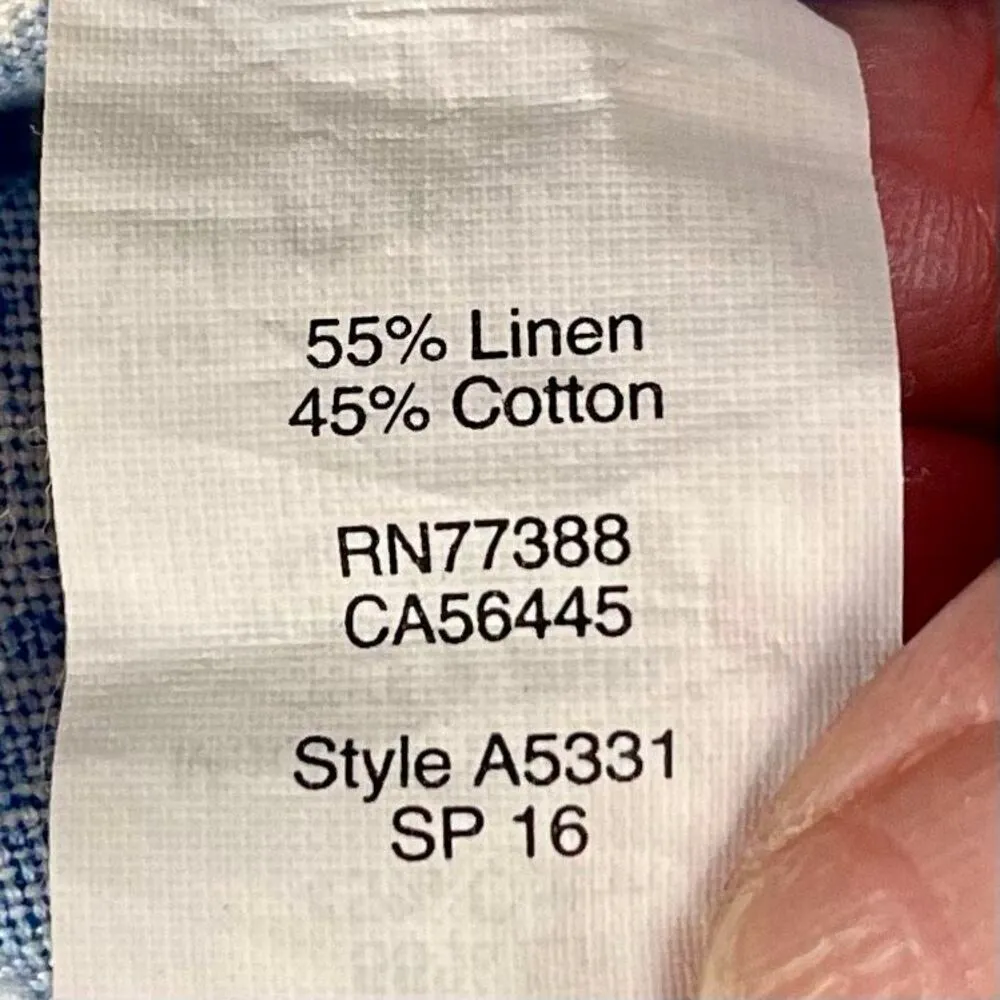 55% Linen
45% Cotton
RN77388
CA56445
Style A5331
SP 16